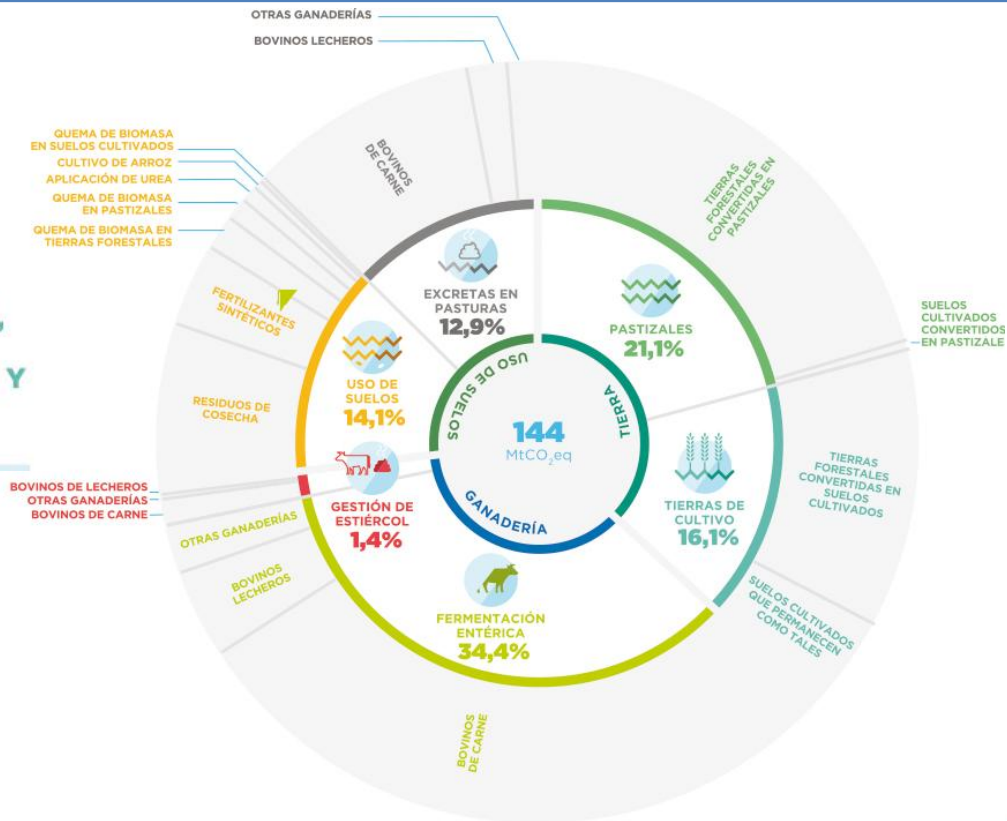 OTRAS GANADERÍAS
BOVINOS LECHEROS
BOVINOS
DE CARNE
QUEMA DE BIOMASA
EN SUELOS CULTIVADOS
CULTIVO DE ARROZ
APLICACIÓN DE UREA
QUEMA DE BIOMASA
EN PASTIZALES
QUEMA DE BIOMASA EN
TIERRAS FORESTALES
FERTILIZANTES
SINTÉTICOS
RESIDUOS DE
COSECHA
Y
BOVINOS DE LECHEROS
OTRAS GANADERÍAS
BOVINOS DE CARNE
OTRAS GANADERÍAS
BOVINOS
LECHEROS
BOVINOS
DE CARNE
TIERRAS
FORESTALES
CONVERTIDAS EN
PASTIZALES
SUELOS
CULTIVADOS
CONVERTIDOS
EN PASTIZALE
TIERRAS
FORESTALES
CONVERTIDAS EN
SUELOS
CULTIVADOS
SUELOS CULTIVADOS
QUE PERMANECEN
COMO TALES
EXCRETAS EN
PASTURAS
12,9%
PASTIZALES
21,1%
USO DE
SUELOS
14,1%
GESTIÓN DE
ESTIÉRCOL
1,4%
TIERRAS DE
CULTIVO
16,1%
FERMENTACIÓN
ENTÉRICA
34,4%
USO DE SUELOS
TIERRA
GANADERÍA
144
MtCO₂eq